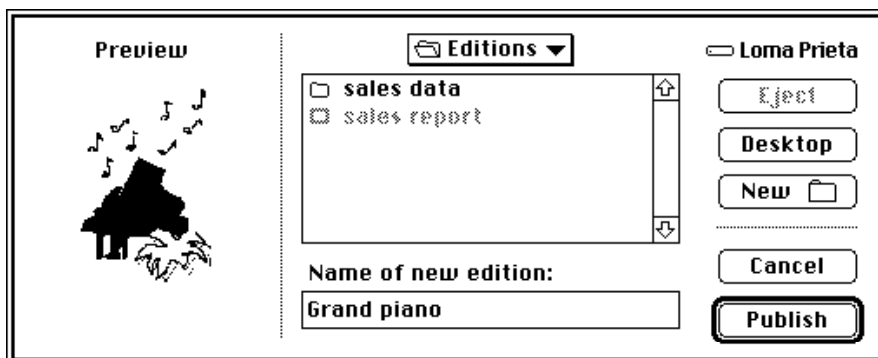 Preview
Editions
Loma Prieta
sales data
sales report
Eject
Desktop
New
Name of new edition:
Grand piano
Cancel
Publish